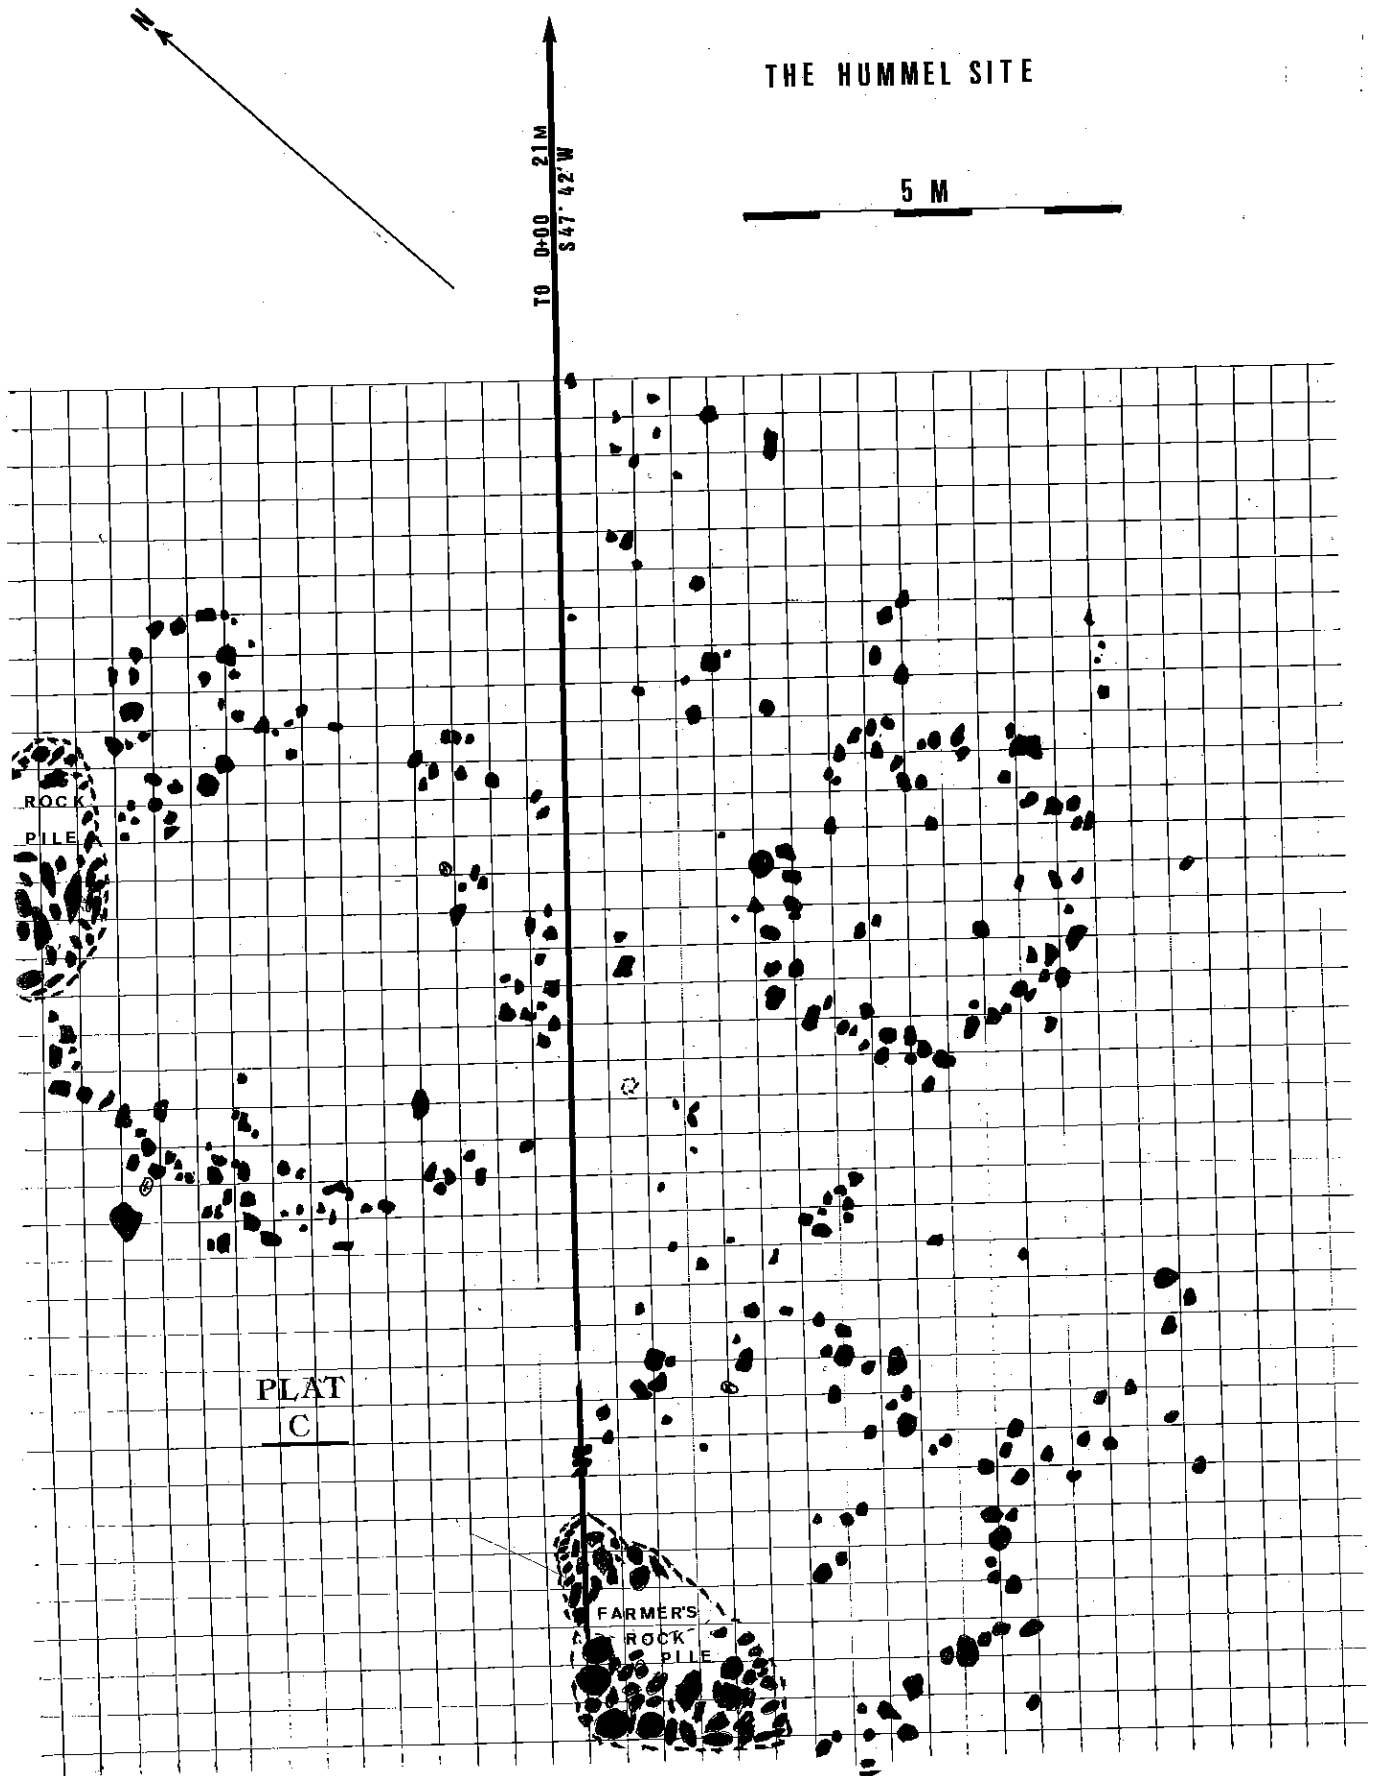 N
THE HUMMEL SITE
5 M
TO 0+00 21M
S47° 42'W
ROCK
PILE
PLAT
C
FARMER'S
ROCK
PILE